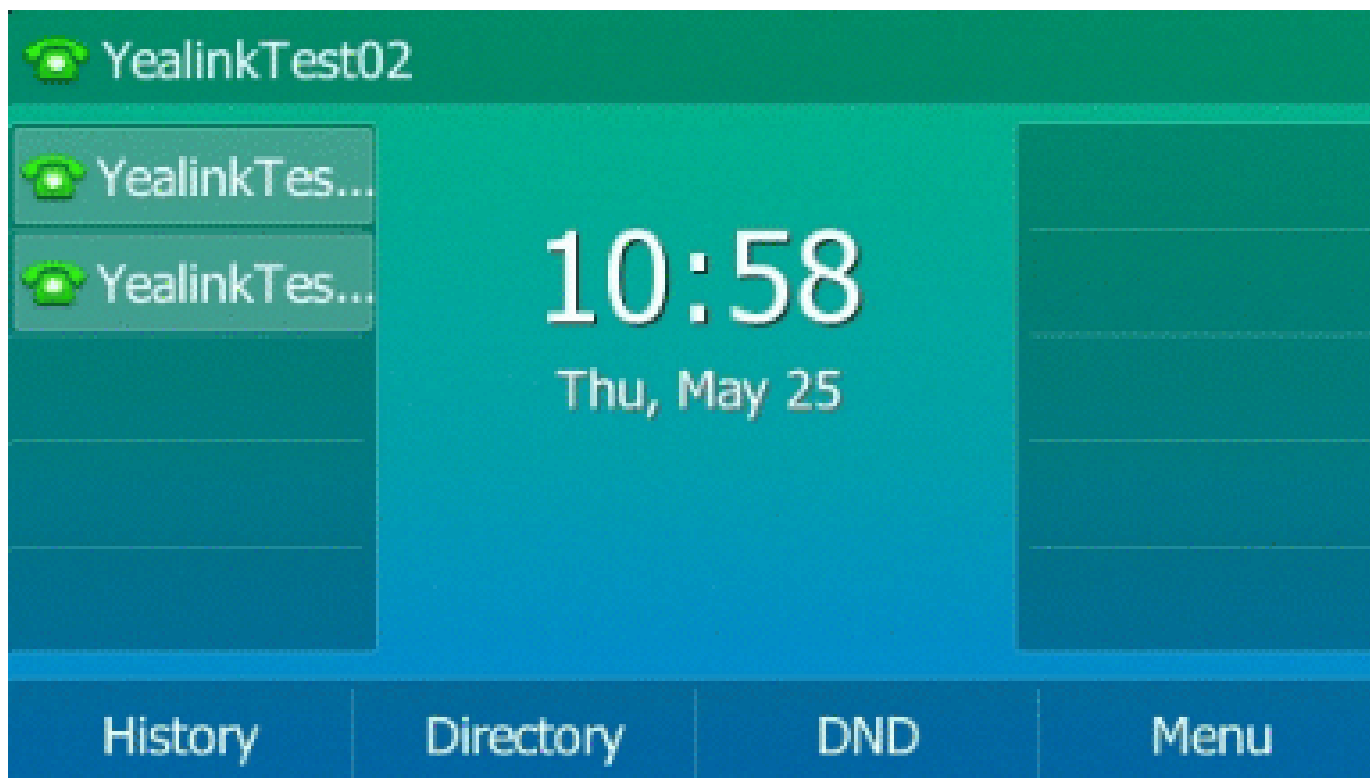 YealinkTest02
YealinkTes...
YealinkTes...
10:58
Thu, May 25
History
Directory
DND
Menu